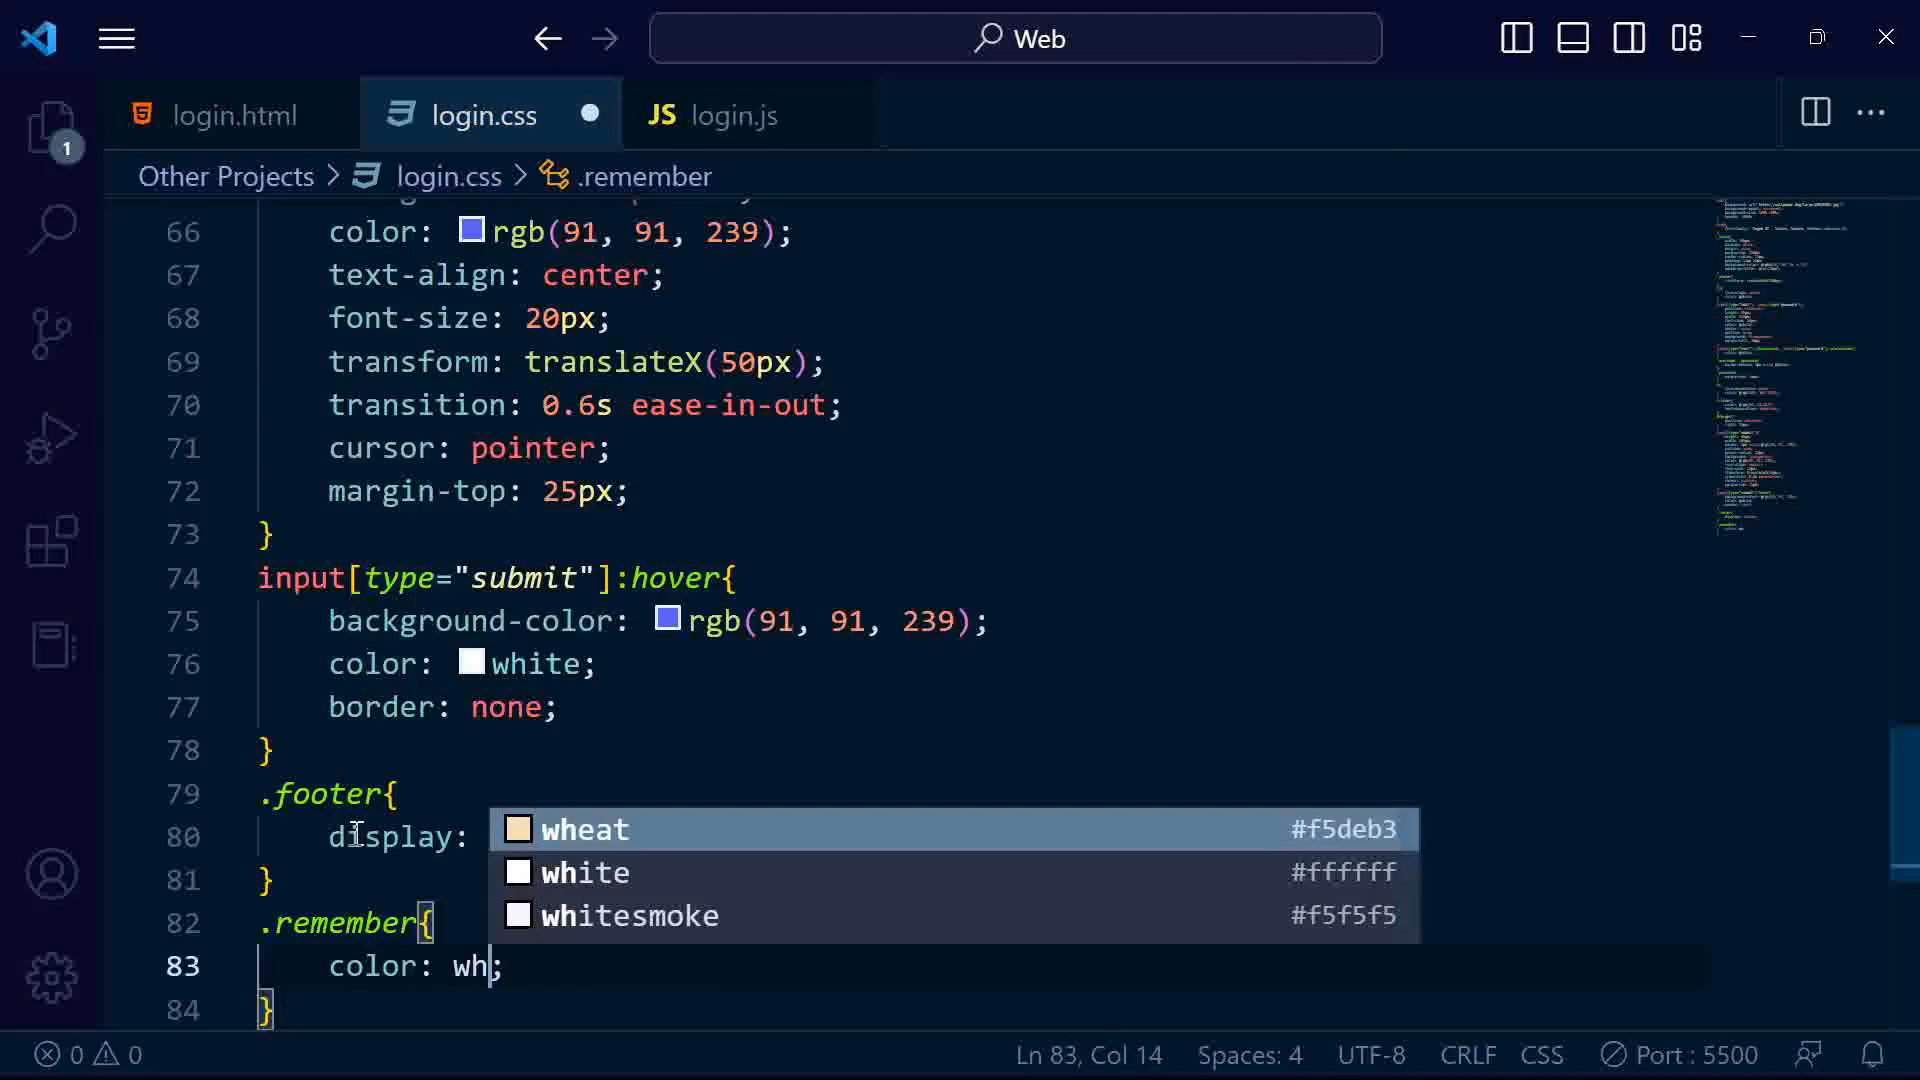 Web
login.html
login.css
JS login.js
1
Other Projects > login.css > .remember
66 color: rgb(91, 91, 239);
67 text-align: center;
68 font-size: 20px;
69 transform: translateX(50px);
70 transition: 0.6s ease-in-out;
71 cursor: pointer;
72 margin-top: 25px;
73 }
74 input[type="submit"]:hover{
75 background-color: rgb(91, 91, 239);
76 color: white;
77 border: none;
78 }
79 .footer{
80 display:
wheat #f5deb3
81 }
white #ffffff
82 .remember{
whitesmoke #f5f5f5
83 color: wh;
84 }
0 0
Ln 83, Col 14 Spaces: 4 UTF-8 CRLF CSS Port : 5500